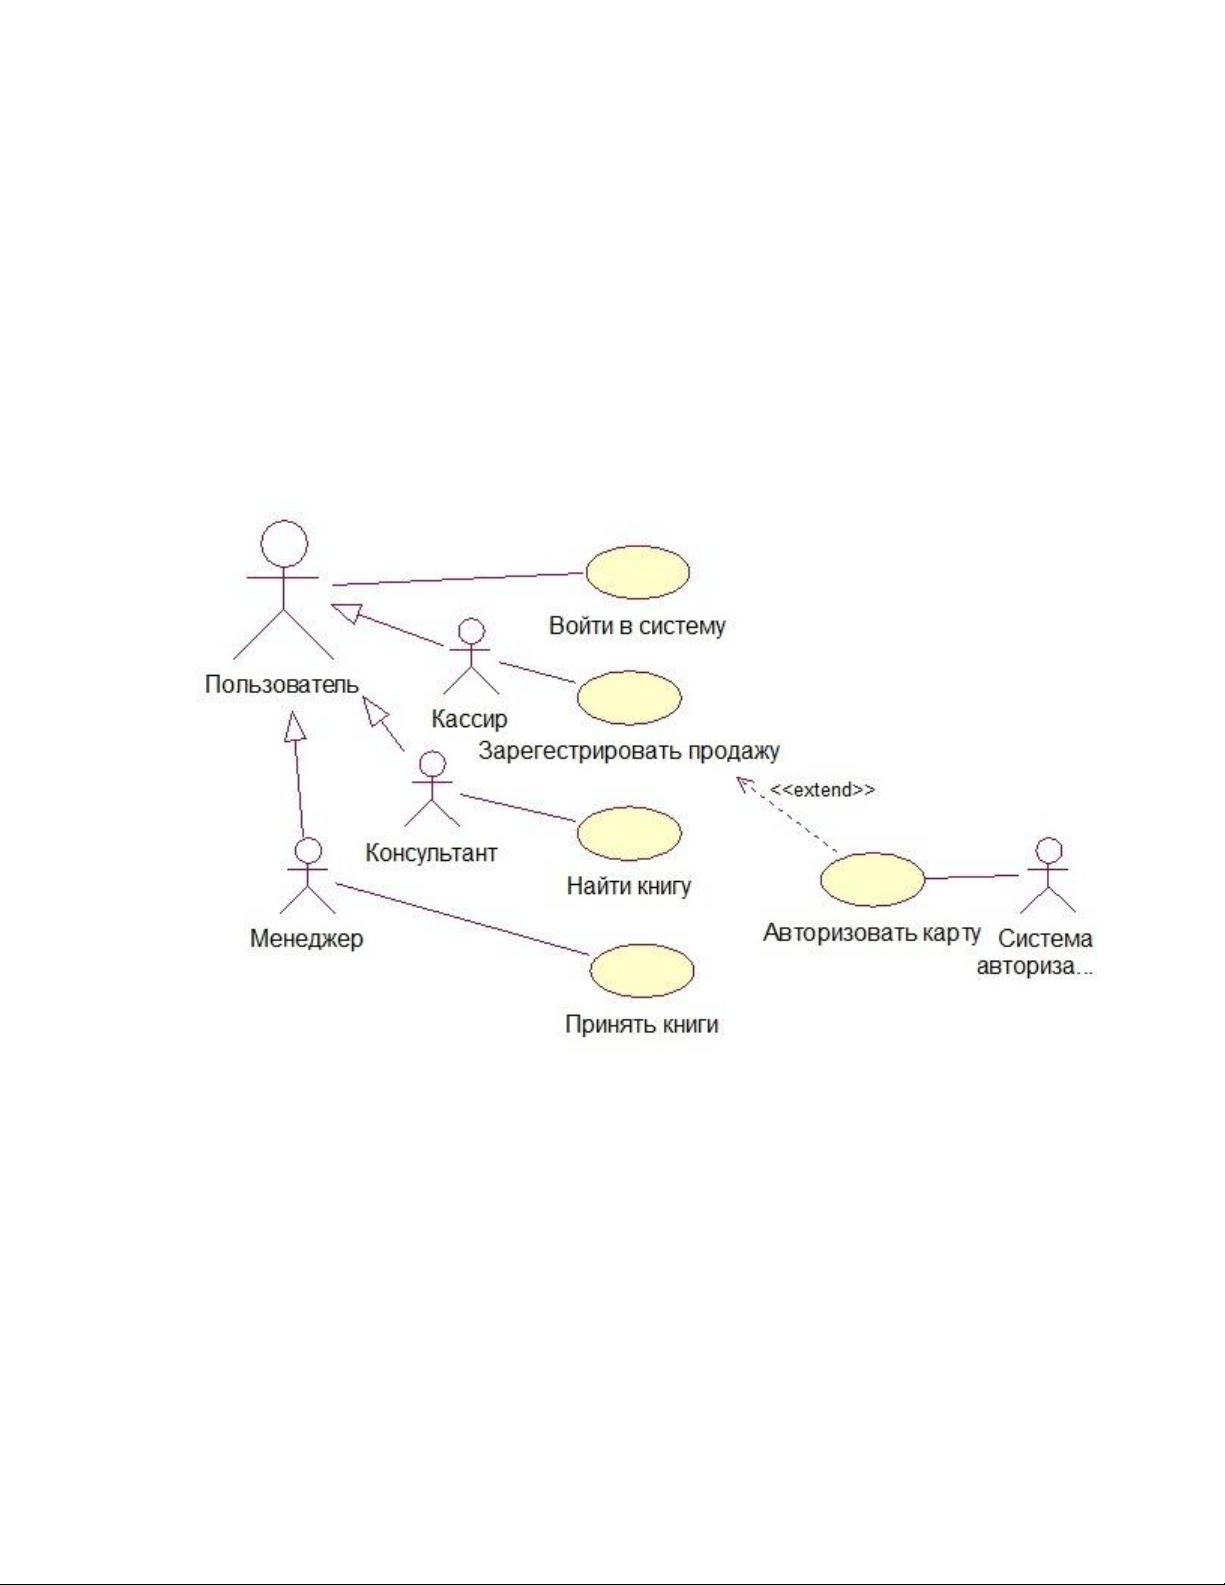 Войти в систему
Пользователь
Кассир
Зарегестрировать продажу
<<extend>>
Консультант
Найти книгу
Менеджер
Авторизовать карту
Система
авториза...
Принять книги